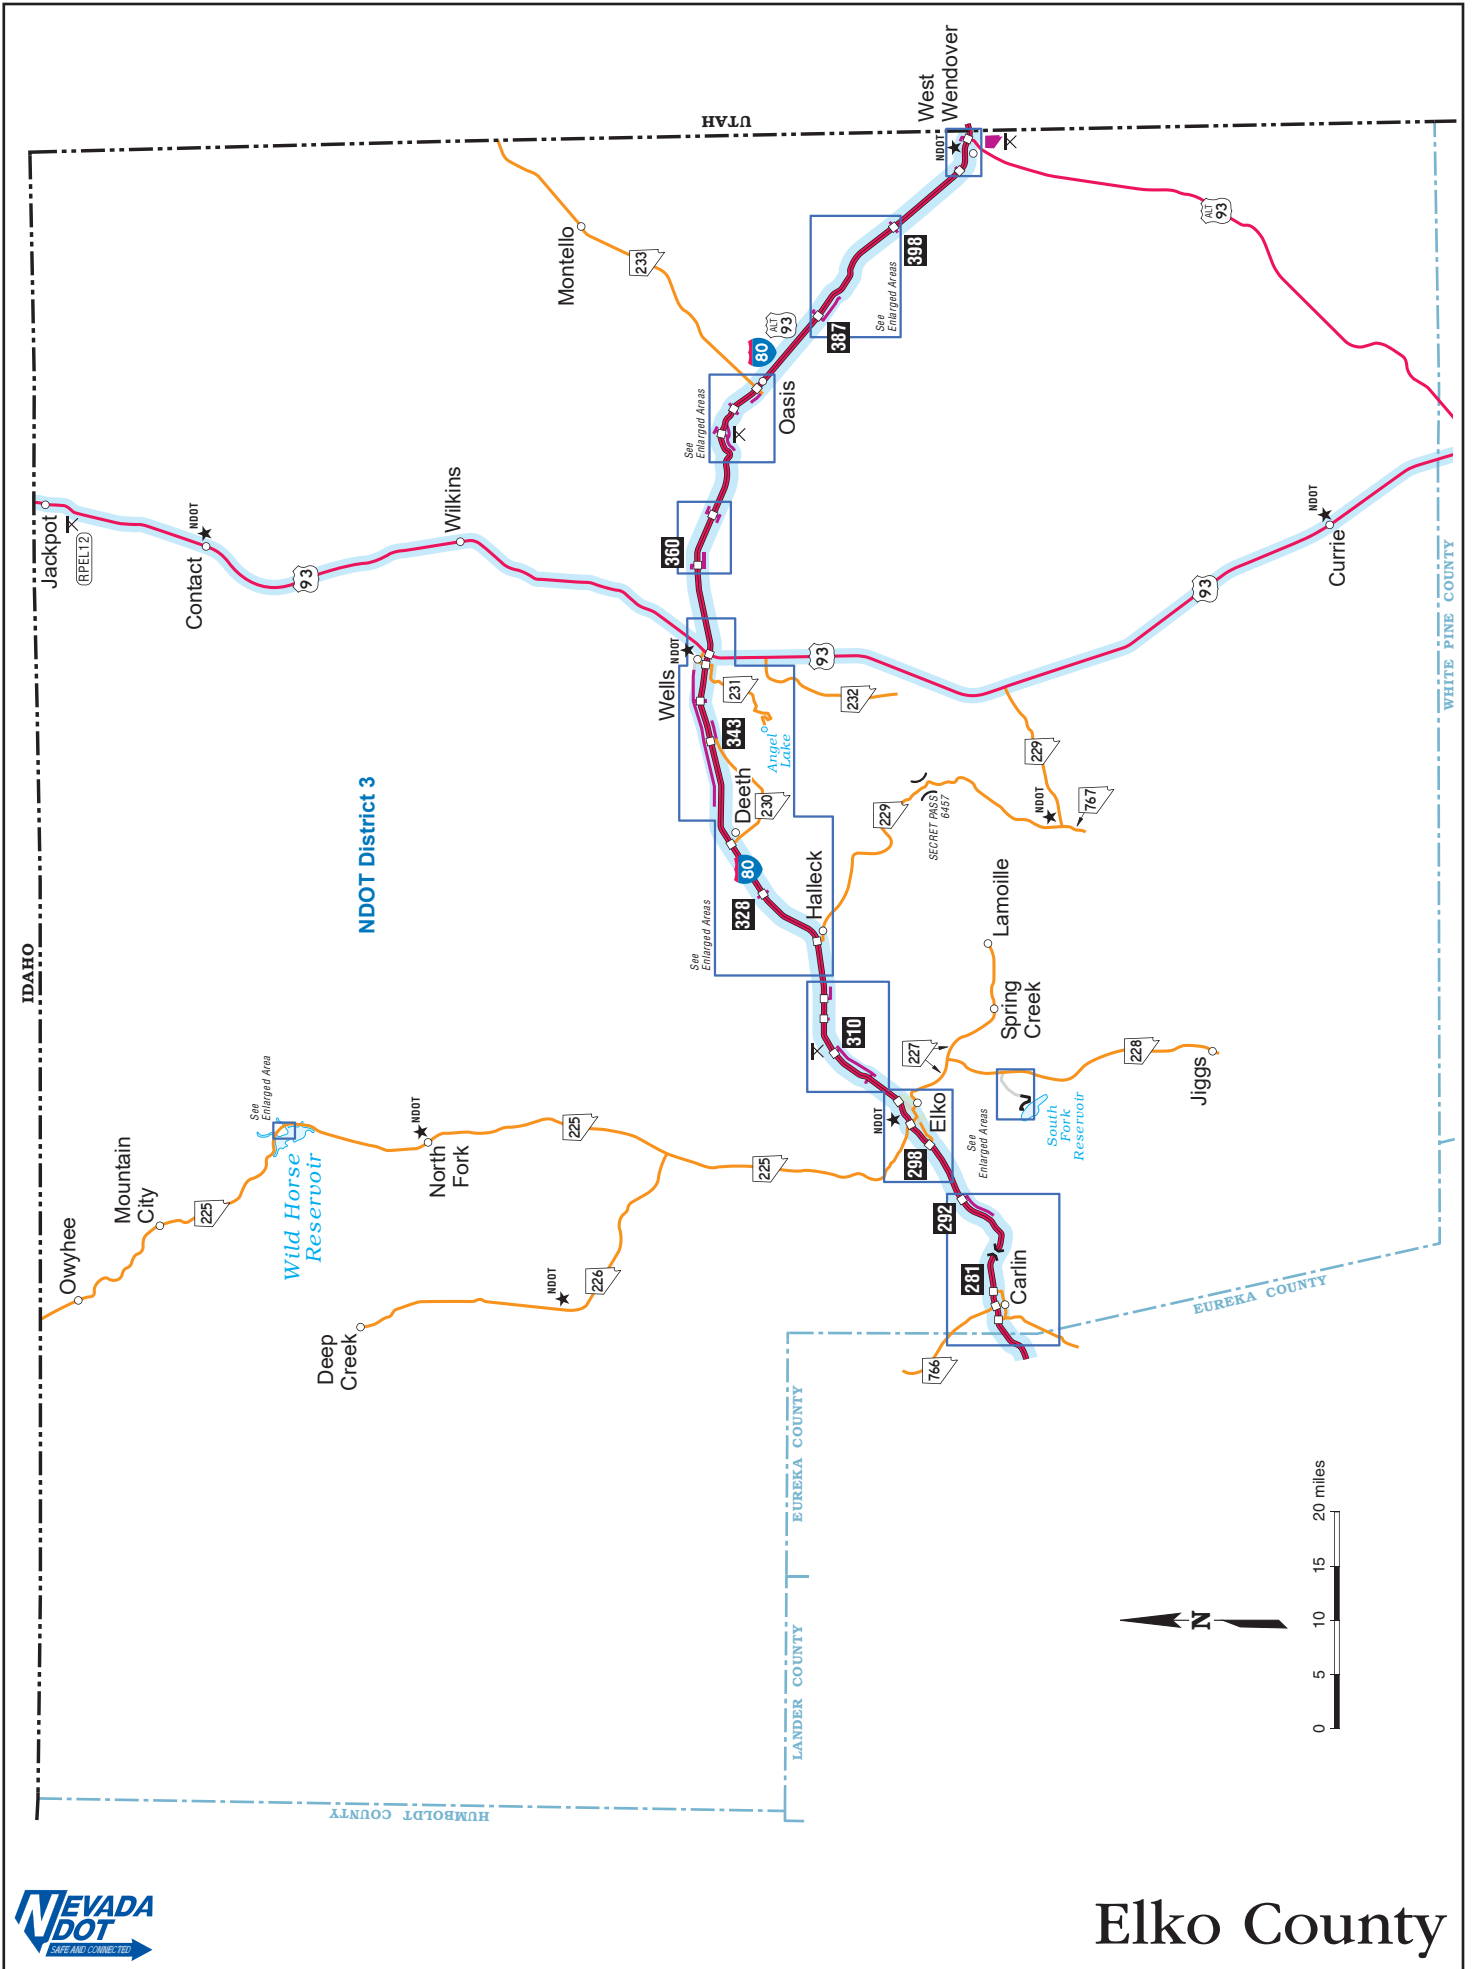 IDAHO
UTAH
Jackpot
RPEL12
Contact
NDOT
Wilkins
93
Montello
233
West
Wendover
NDOT
ALT
93
398
See
Enlarged Areas
387
ALT
93
80
Oasis
See
Enlarged Areas
360
Wells
NDOT
93
231
232
343
Angel
Lake
Deeth
230
80
328
Halleck
See
Enlarged Areas
NDOT District 3
229
SECRET PASS
6457
229
NDOT
767
93
Currie
NDOT
WHITE PINE COUNTY
Lamoille
Spring
Creek
310
227
228
Jiggs
South
Fork
Reservoir
Elko
NDOT
298
See
Enlarged Areas
292
281
Carlin
766
EUREKA COUNTY
Owyhee
Mountain
City
225
See
Enlarged Area
Wild Horse
Reservoir
North
Fork
NDOT
225
225
226
NDOT
Deep
Creek
EUREKA COUNTY
LANDER COUNTY
HUMBOLDT COUNTY
N
0 5 10 15 20 miles
NEVADA
DOT
SAFE AND CONNECTED
Elko County